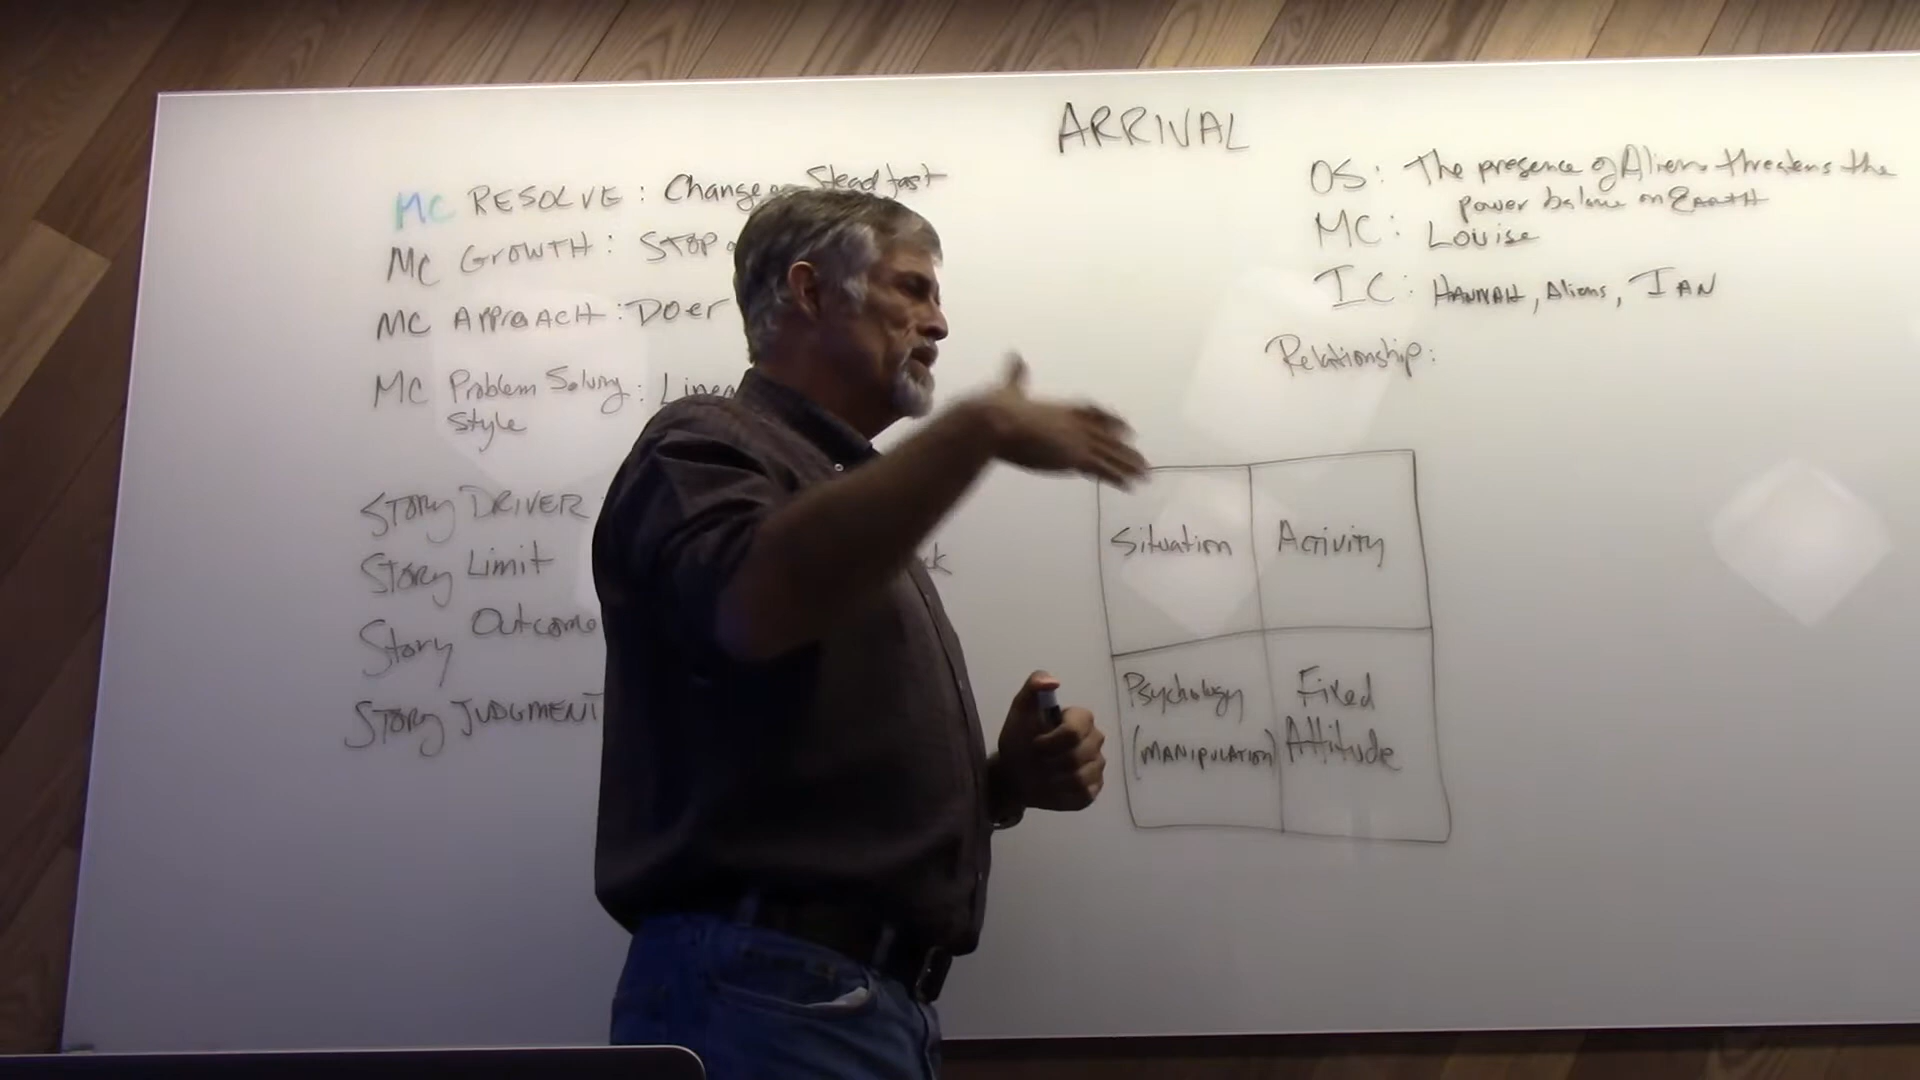 ARRIVAL
MC RESOLVE: Change or Steadfast
MC GROWTH: STOP
MC APPROACH: DOer
MC Problem Solving:
Style
STORY DRIVER
STORY Limit
Story Outcome
STORY JUDGMENT
OS: The presence of Aliens threatens the
power balance on EARTH
MC: Louise
IC: HANNAH, Aliens, IAN
Relationship:
Situation
Activity
Psychology
(MANIPULATION)
Fixed
Attitude